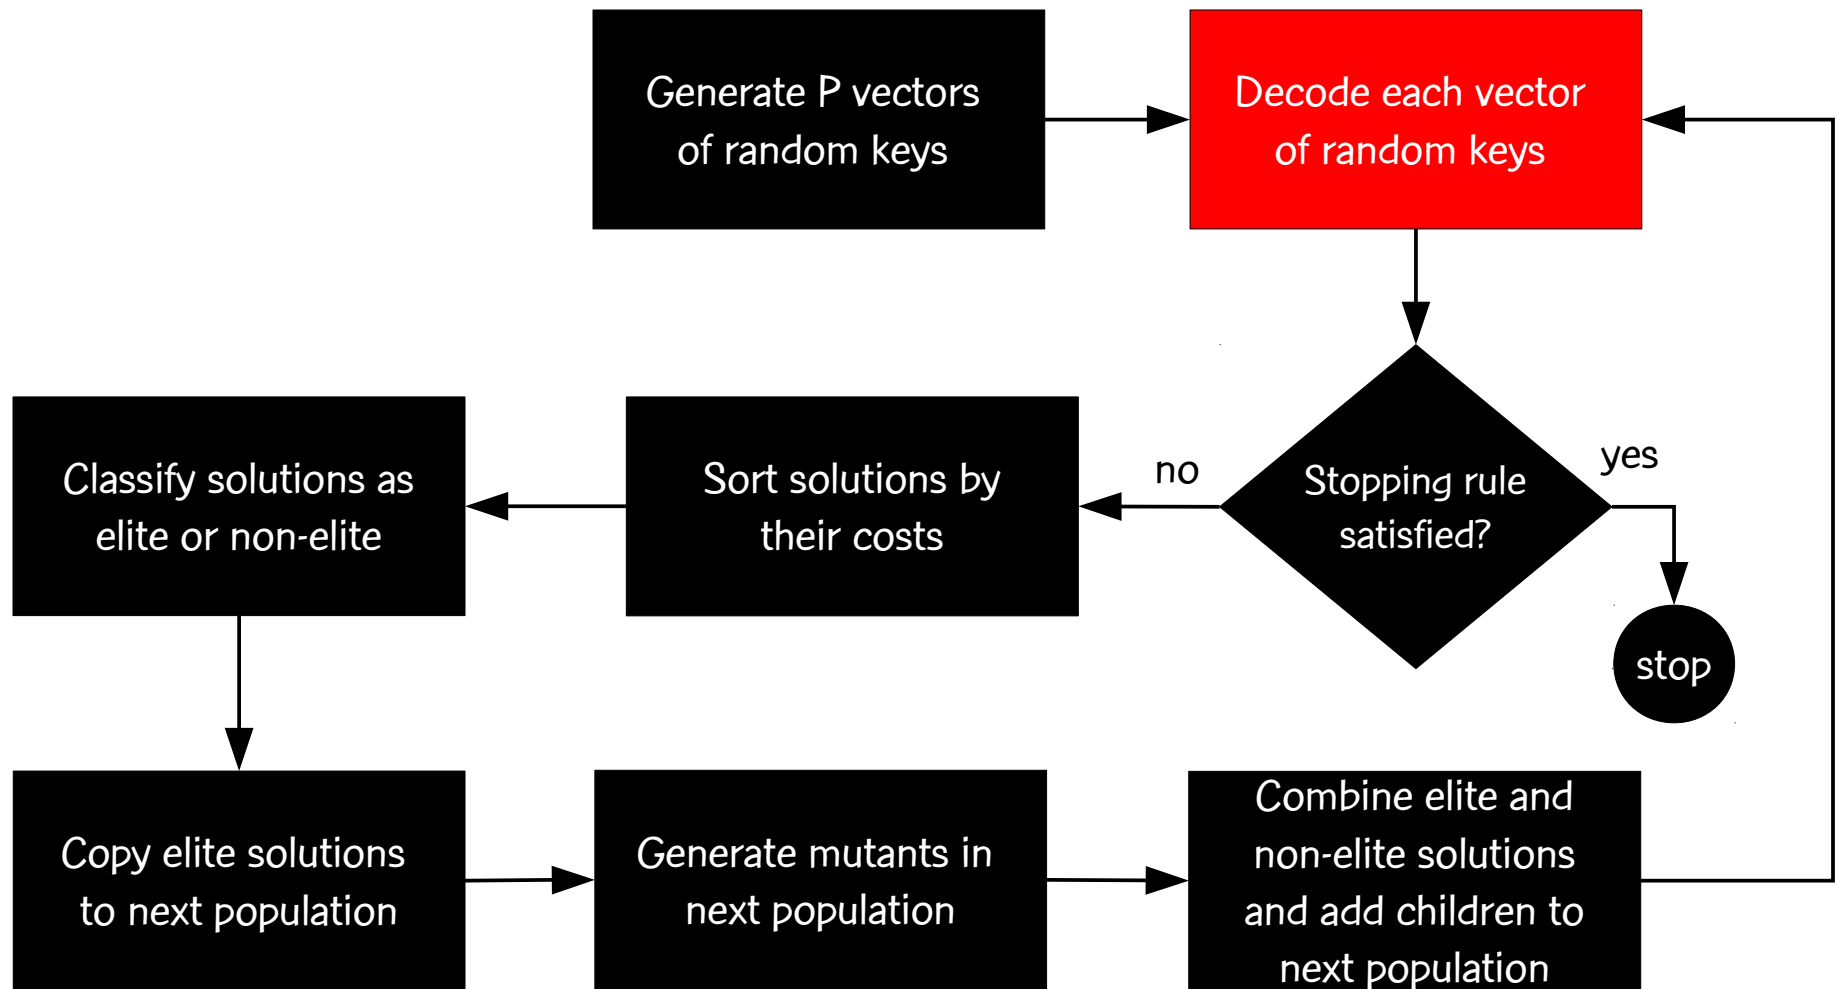 Generate P vectors
of random keys
Decode each vector
of random keys
Stopping rule
satisfied?
yes
stop
no
Sort solutions by
their costs
Classify solutions as
elite or non-elite
Copy elite solutions
to next population
Generate mutants in
next population
Combine elite and
non-elite solutions
and add children to
next population